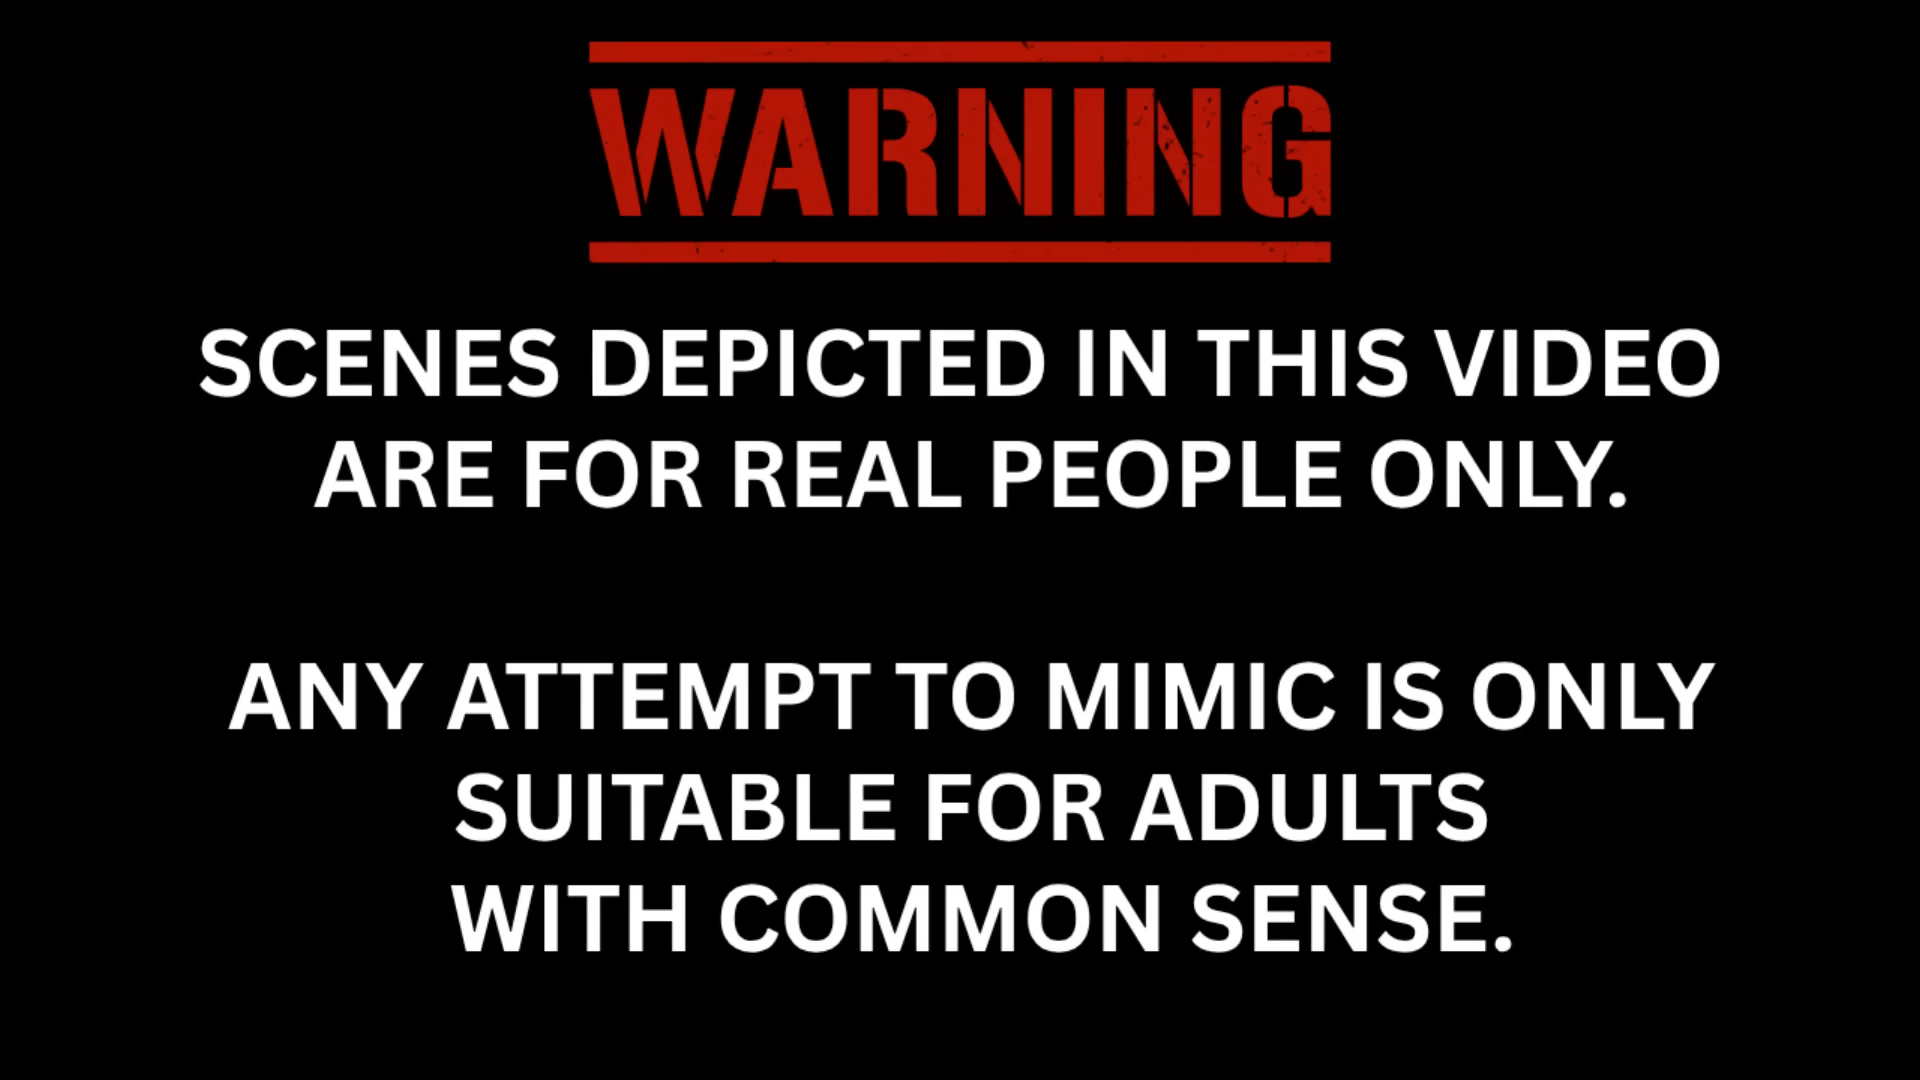 WARNING
SCENES DEPICTED IN THIS VIDEO
ARE FOR REAL PEOPLE ONLY.
ANY ATTEMPT TO MIMIC IS ONLY
SUITABLE FOR ADULTS
WITH COMMON SENSE.